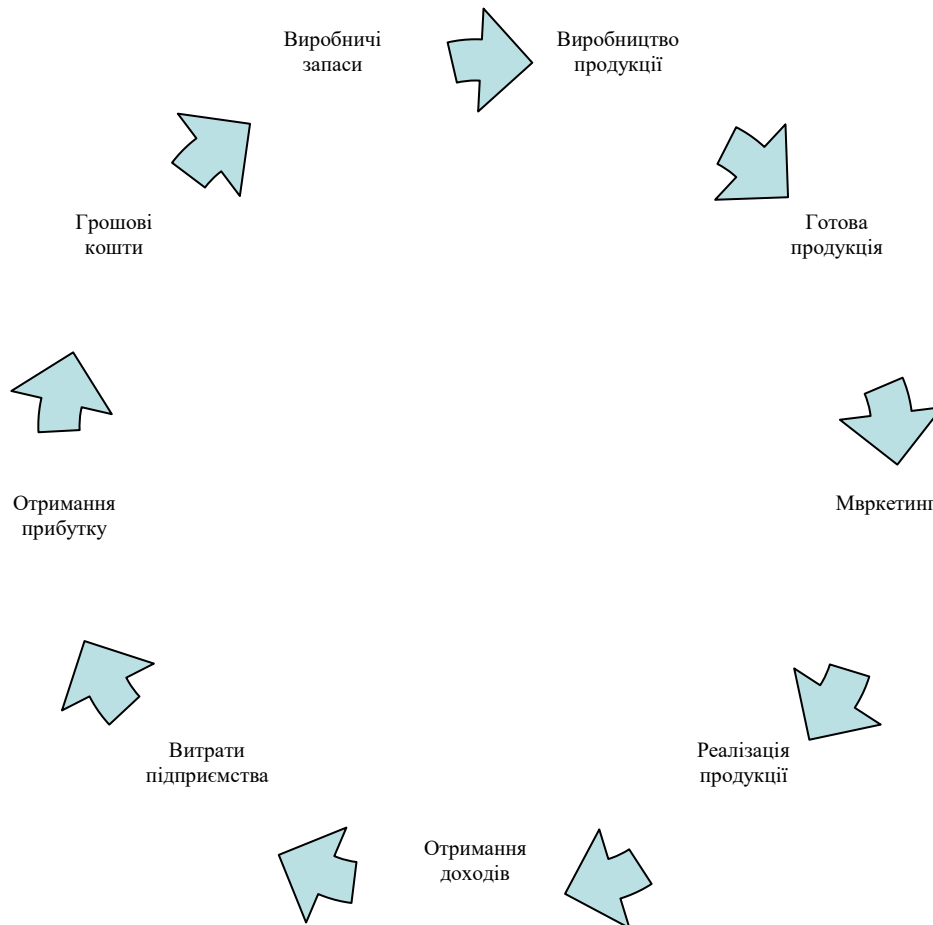 Виробничі
запаси
Виробництво
продукції
Готова
продукція
Мвркетинг
Реалізація
продукції
Отримання
доходів
Витрати
підприємства
Отримання
прибутку
Грошові
кошти